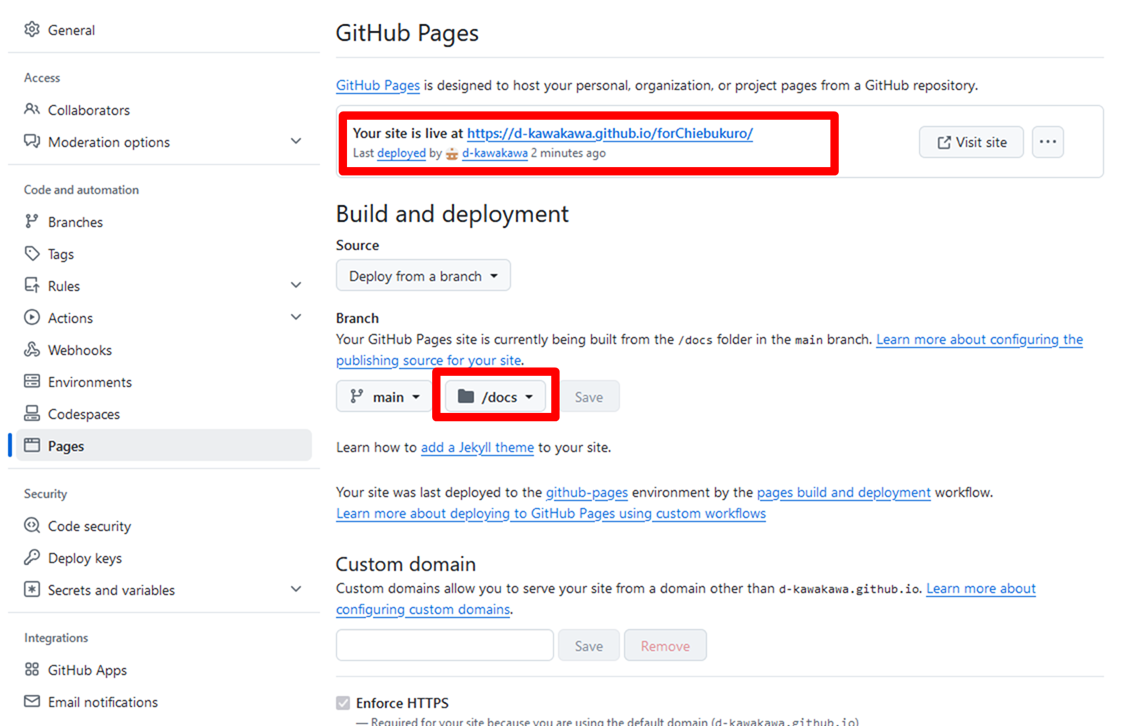 General
Access
Collaborators
Moderation options
Code and automation
Branches
Tags
Rules
Actions
Webhooks
Environments
Codespaces
Pages
Security
Code security
Deploy keys
Secrets and variables
Integrations
GitHub Apps
Email notifications
GitHub Pages
GitHub Pages is designed to host your personal, organization, or project pages from a GitHub repository.
Your site is live at https://d-kawakawa.github.io/forChiebukuro/
Last deployed by d-kawakawa 2 minutes ago
Visit site
Build and deployment
Source
Deploy from a branch
Branch
Your GitHub Pages site is currently being built from the /docs folder in the main branch. Learn more about configuring the
publishing source for your site.
main
/docs
Save
Learn how to add a Jekyll theme to your site.
Your site was last deployed to the github-pages environment by the pages build and deployment workflow.
Learn more about deploying to GitHub Pages using custom workflows
Custom domain
Custom domains allow you to serve your site from a domain other than d-kawakawa.github.io. Learn more about
configuring custom domains.
Save
Remove
Enforce HTTPS
— Required for your site because you are using the default domain (d-kawakawa.github.io)